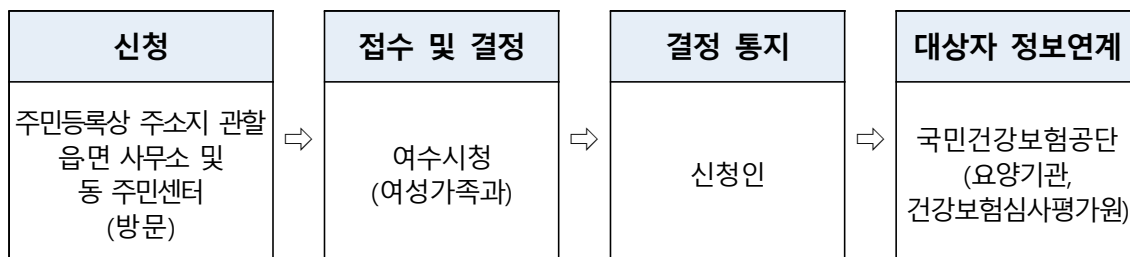 신청
주민등록상 주소지 관할
읍·면 사무소 및
동 주민센터
(방문)
⇨
접수 및 결정
여수시청
(여성가족과)
⇨
결정 통지
신청인
⇨
대상자 정보연계
국민건강보험공단
(요양기관,
건강보험심사평가원)